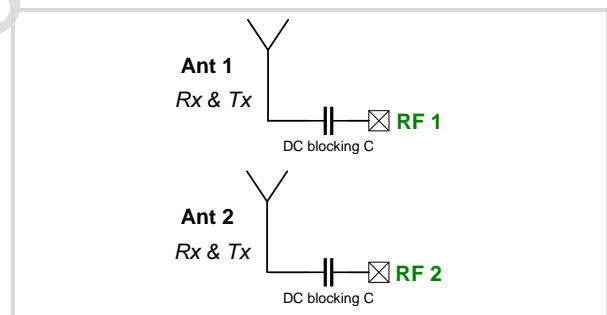 Ant 1
Rx & Tx
RF 1
DC blocking C
Ant 2
Rx & Tx
RF 2
DC blocking C